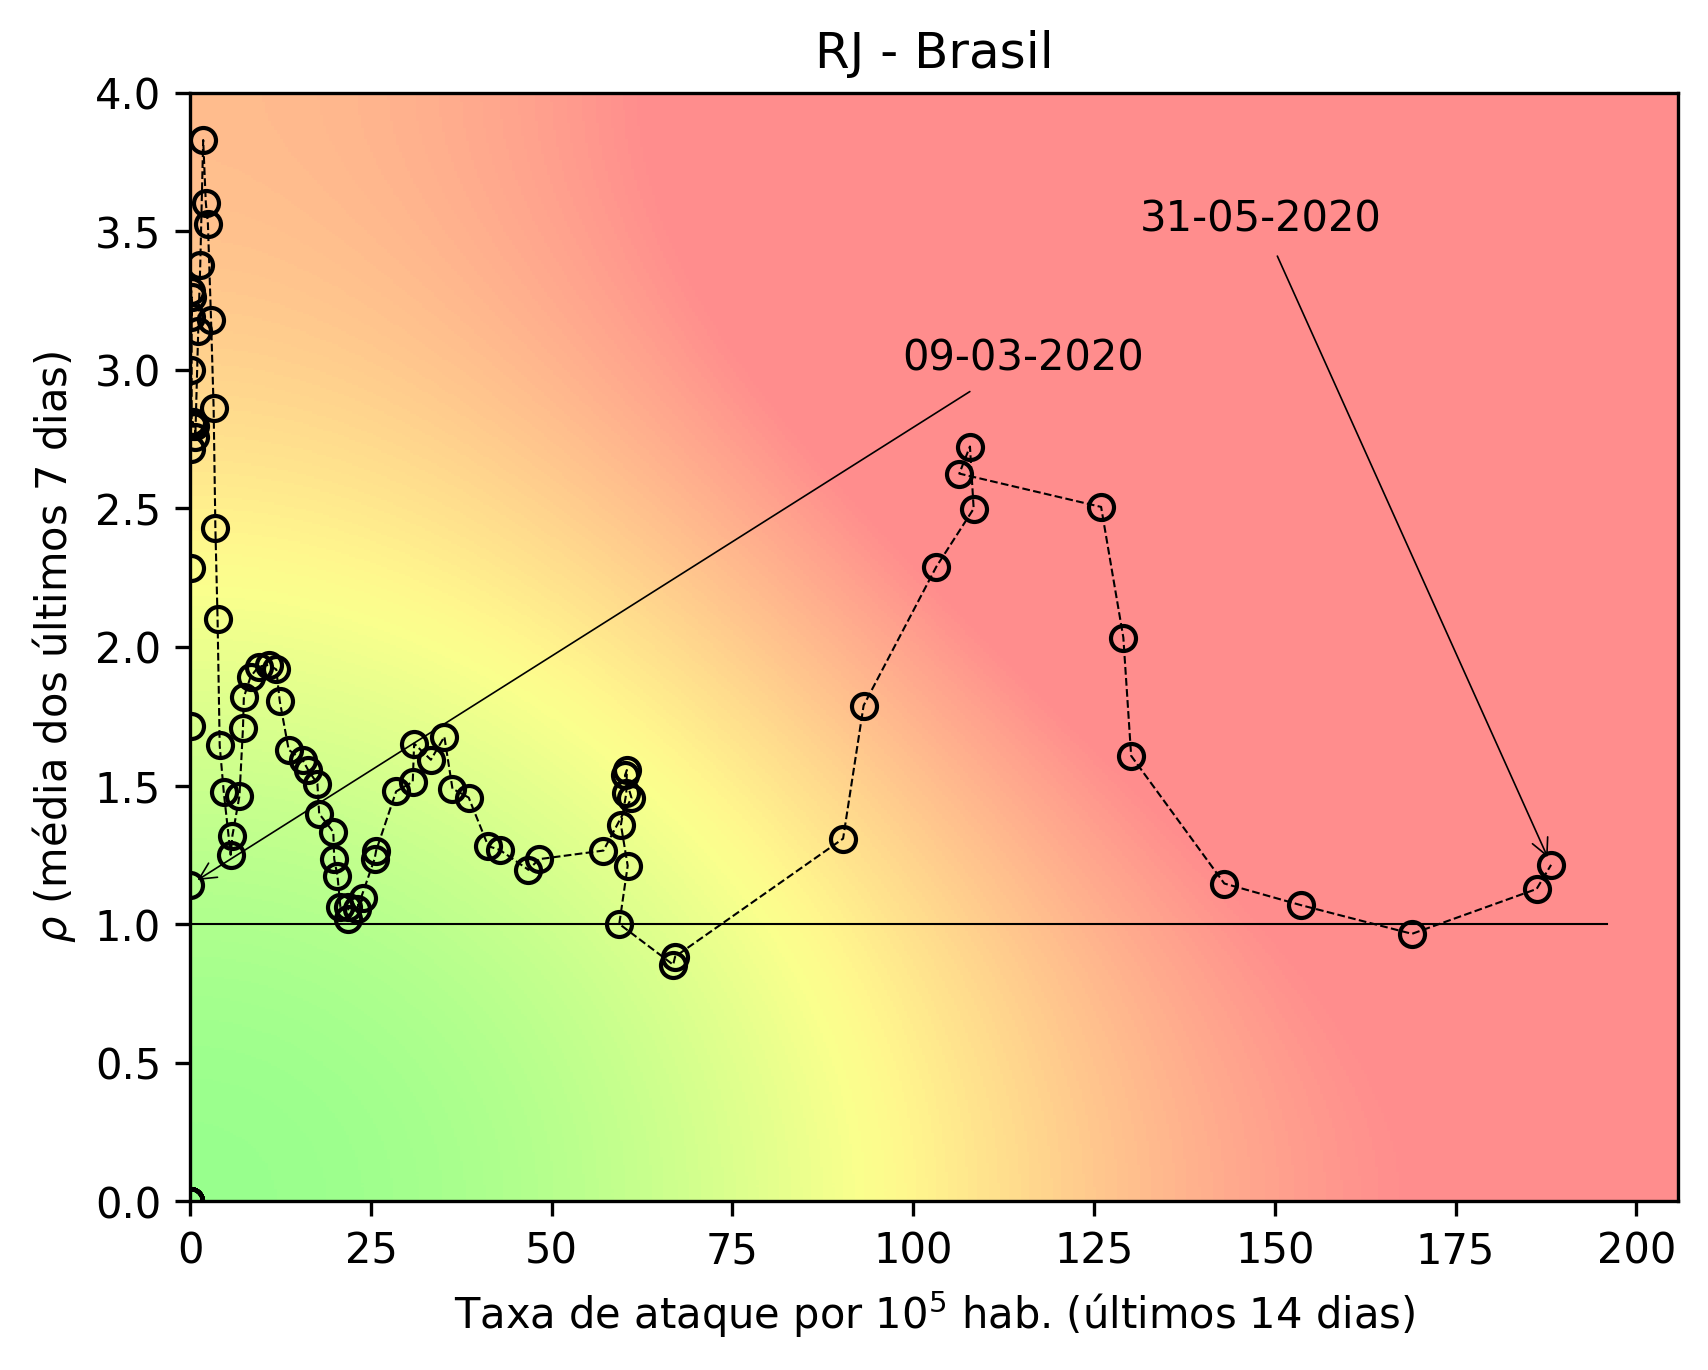 RJ - Brasil
4.0
3.5
3.0
2.5
2.0
1.5
1.0
0.5
0.0
ρ (média dos últimos 7 dias)
31-05-2020
09-03-2020
0 25 50 75 100 125 150 175 200
Taxa de ataque por 10⁵ hab. (últimos 14 dias)